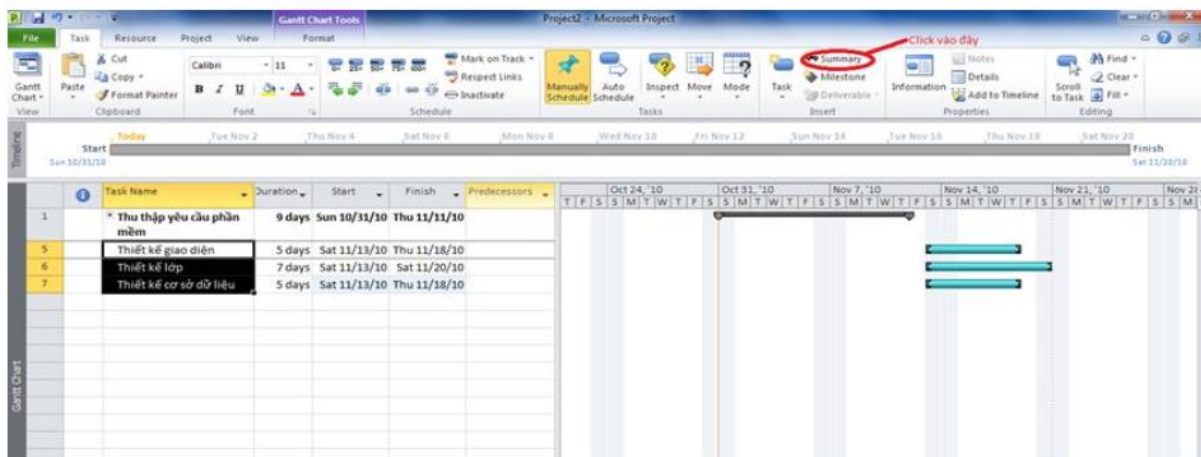 Gantt Chart Tools
Project2 - Microsoft Project
File Task Resource Project View Format
Click vào đây
Cut
Copy
Format Painter
Paste
Gantt Chart
View
Clipboard
Calibri 11
B I U
Font
Mark on Track
Respect Links
Inactivate
Schedule
Manually Schedule
Auto Schedule
Inspect
Move
Mode
Tasks
Task
Summary
Milestone
Deliverable
Insert
Information
Notes
Details
Add to Timeline
Properties
Scroll to Task
Find
Clear
Fill
Editing
Timeline
Today Tue Nov 2 Thu Nov 4 Sat Nov 6 Mon Nov 8 Wed Nov 10 Fri Nov 12 Sun Nov 14 Tue Nov 16 Thu Nov 18 Sat Nov 20
Start
Sun 10/31/10
Finish
Sat 11/20/10
Task Name Duration Start Finish Predecessors
Oct 24, '10 Oct 31, '10 Nov 7, '10 Nov 14, '10 Nov 21, '10
T F S S M T W T F S S M T W T F S S M T W T F S S M T W T F S S M T W T F S S M
1 Thu thập yêu cầu phần mềm 9 days Sun 10/31/10 Thu 11/11/10
5 Thiết kế giao diện 5 days Sat 11/13/10 Thu 11/18/10
6 Thiết kế lớp 7 days Sat 11/13/10 Sat 11/20/10
7 Thiết kế cơ sở dữ liệu 5 days Sat 11/13/10 Thu 11/18/10
Gantt Chart